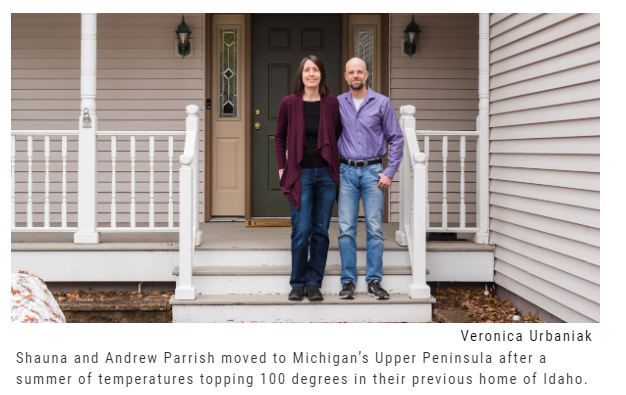 Veronica Urbaniak
Shauna and Andrew Parrish moved to Michigan’s Upper Peninsula after a
summer of temperatures topping 100 degrees in their previous home of Idaho.